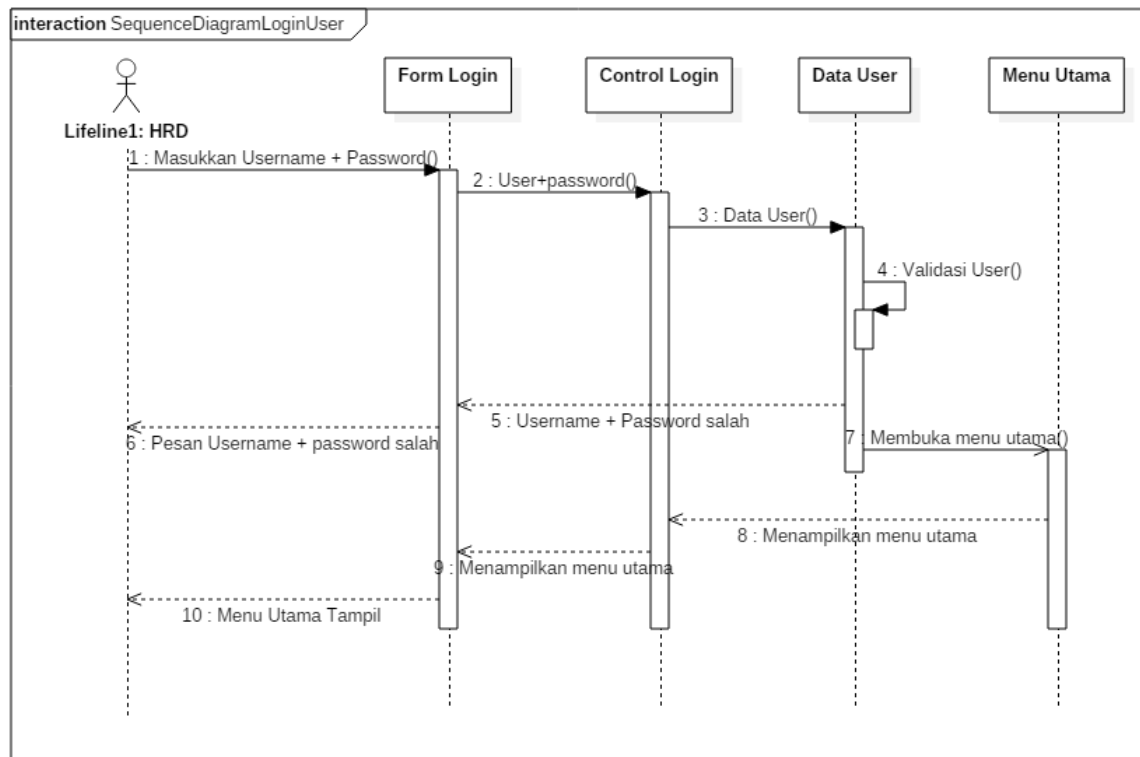 interaction SequenceDiagramLoginUser
Form Login
Control Login
Data User
Menu Utama
Lifeline1: HRD
1 : Masukkan Username + Password()
2 : User+password()
3 : Data User()
4 : Validasi User()
5 : Username + Password salah
6 : Pesan Username + password salah
7 : Membuka menu utama()
8 : Menampilkan menu utama
9 : Menampilkan menu utama
10 : Menu Utama Tampil